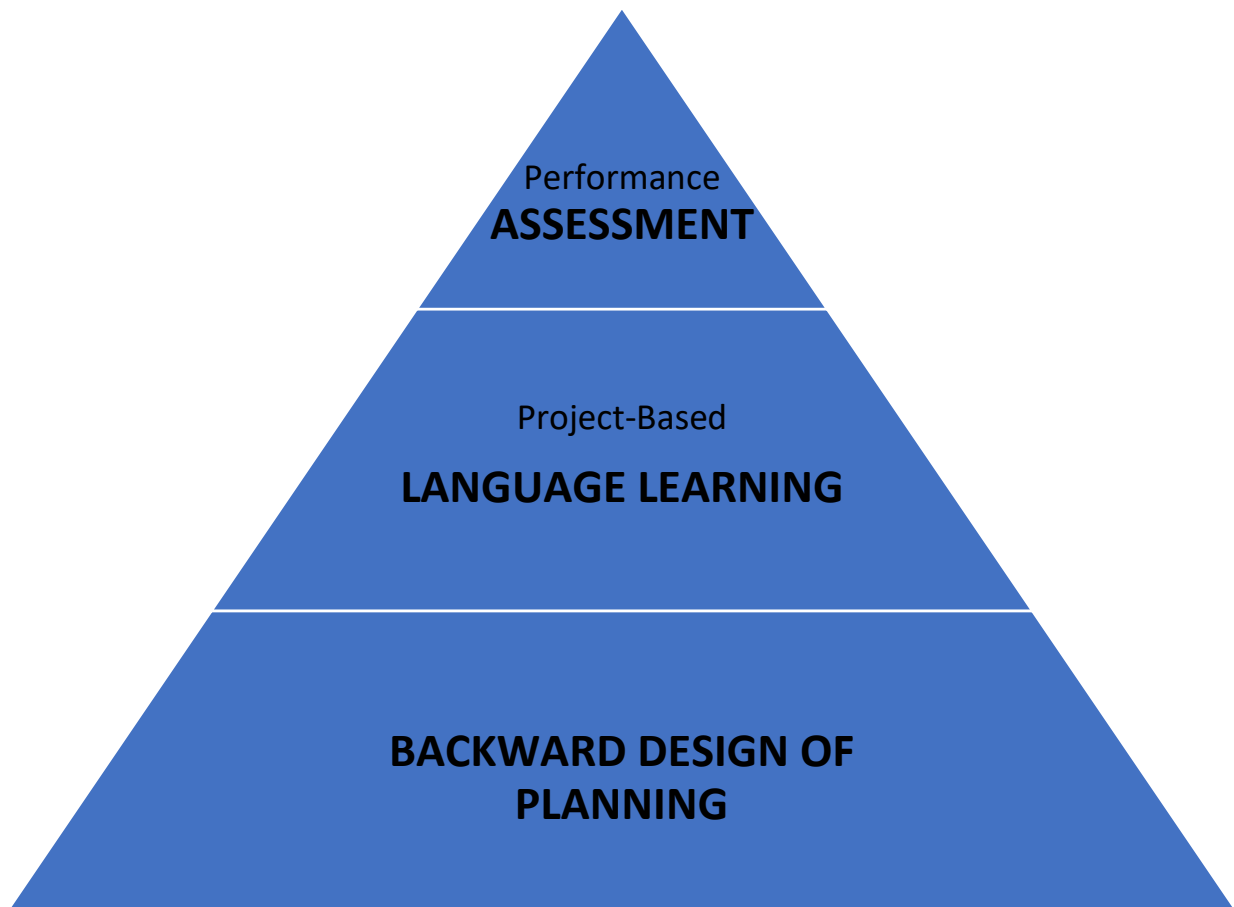 Performance
ASSESSMENT
Project-Based
LANGUAGE LEARNING
BACKWARD DESIGN OF
PLANNING